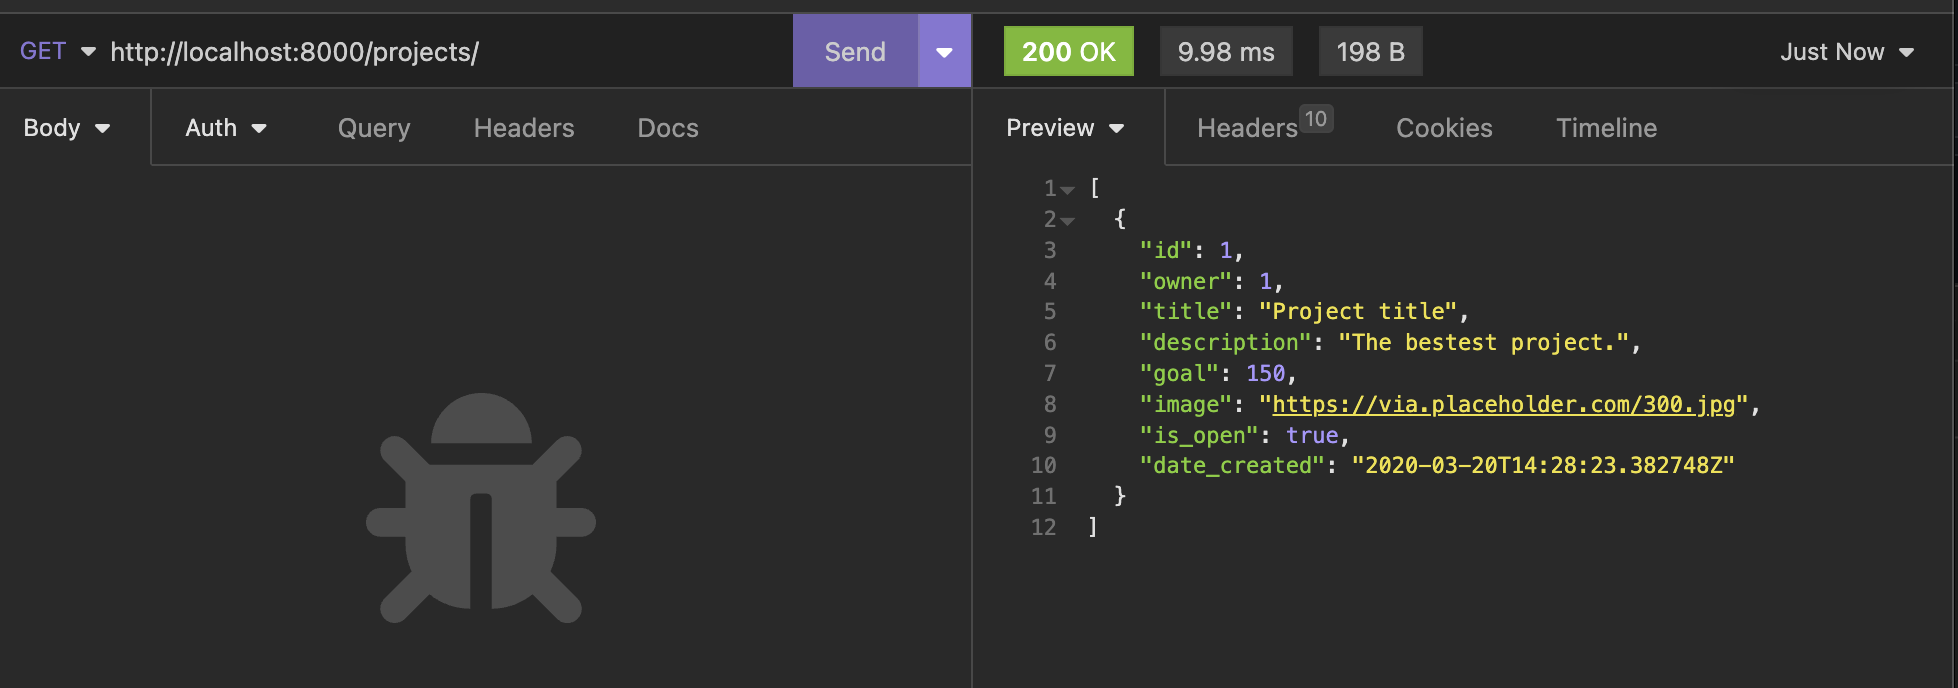 GET http://localhost:8000/projects/ Send 200 OK 9.98 ms 198 B Just Now
Body Auth Query Headers Docs Preview Headers 10 Cookies Timeline
1 [
2 {
3 "id": 1,
4 "owner": 1,
5 "title": "Project title",
6 "description": "The bestest project.",
7 "goal": 150,
8 "image": "https://via.placeholder.com/300.jpg",
9 "is_open": true,
10 "date_created": "2020-03-20T14:28:23.382748Z"
11 }
12 ]